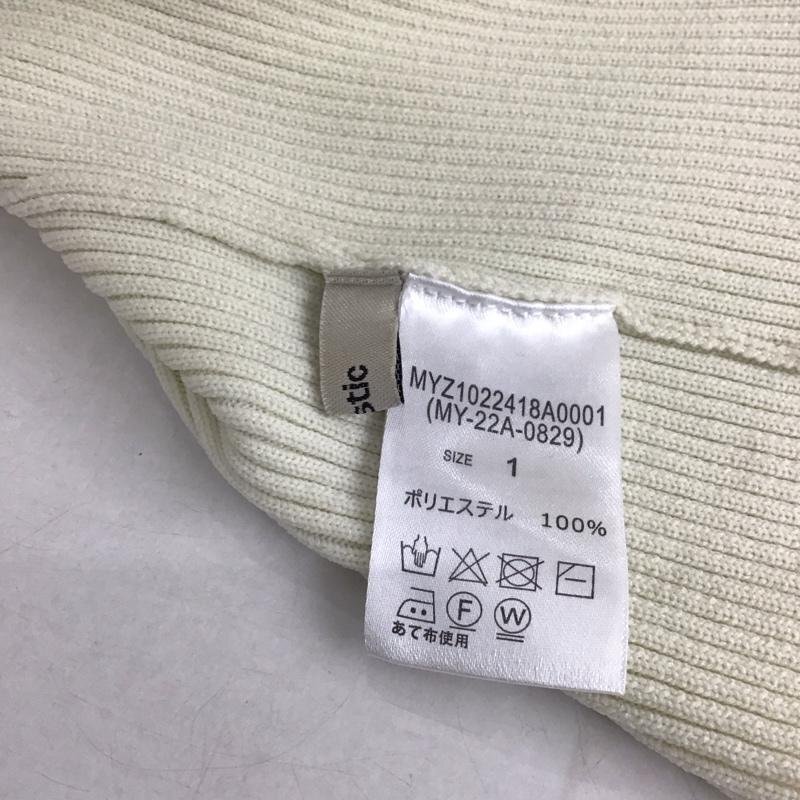 stic
MYZ1022418A0001
(MY-22A-0829)
SIZE 1
ポリエステル 100%
F W
あて布使用